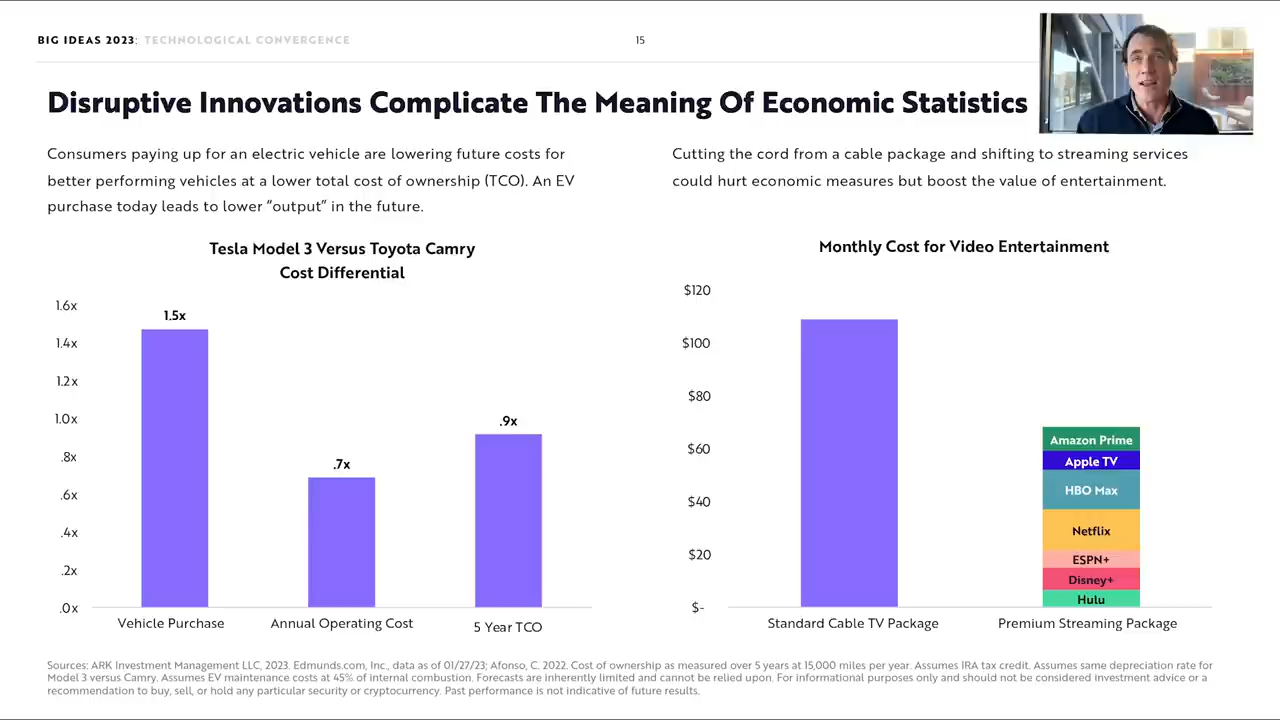 BIG IDEAS 2023: TECHNOLOGICAL CONVERGENCE
15
Disruptive Innovations Complicate The Meaning Of Economic Statistics
Consumers paying up for an electric vehicle are lowering future costs for
better performing vehicles at a lower total cost of ownership (TCO). An EV
purchase today leads to lower “output” in the future.
Cutting the cord from a cable package and shifting to streaming services
could hurt economic measures but boost the value of entertainment.
Tesla Model 3 Versus Toyota Camry
Cost Differential
1.6x
1.4x
1.2x
1.0x
.8x
.6x
.4x
.2x
.0x
1.5x
.7x
.9x
Vehicle Purchase
Annual Operating Cost
5 Year TCO
Monthly Cost for Video Entertainment
$120
$100
$80
$60
$40
$20
$-
Amazon Prime
Apple TV
HBO Max
Netflix
ESPN+
Disney+
Hulu
Standard Cable TV Package
Premium Streaming Package
Sources: ARK Investment Management LLC, 2023. Edmunds.com, Inc., data as of 01/27/23; Afonso, C. 2022. Cost of ownership as measured over 5 years at 15,000 miles per year. Assumes IRA tax credit. Assumes same depreciation rate for
Model 3 versus Camry. Assumes EV maintenance costs at 45% of internal combustion. Forecasts are inherently limited and cannot be relied upon. For informational purposes only and should not be considered investment advice or a
recommendation to buy, sell, or hold any particular security or cryptocurrency. Past performance is not indicative of future results.